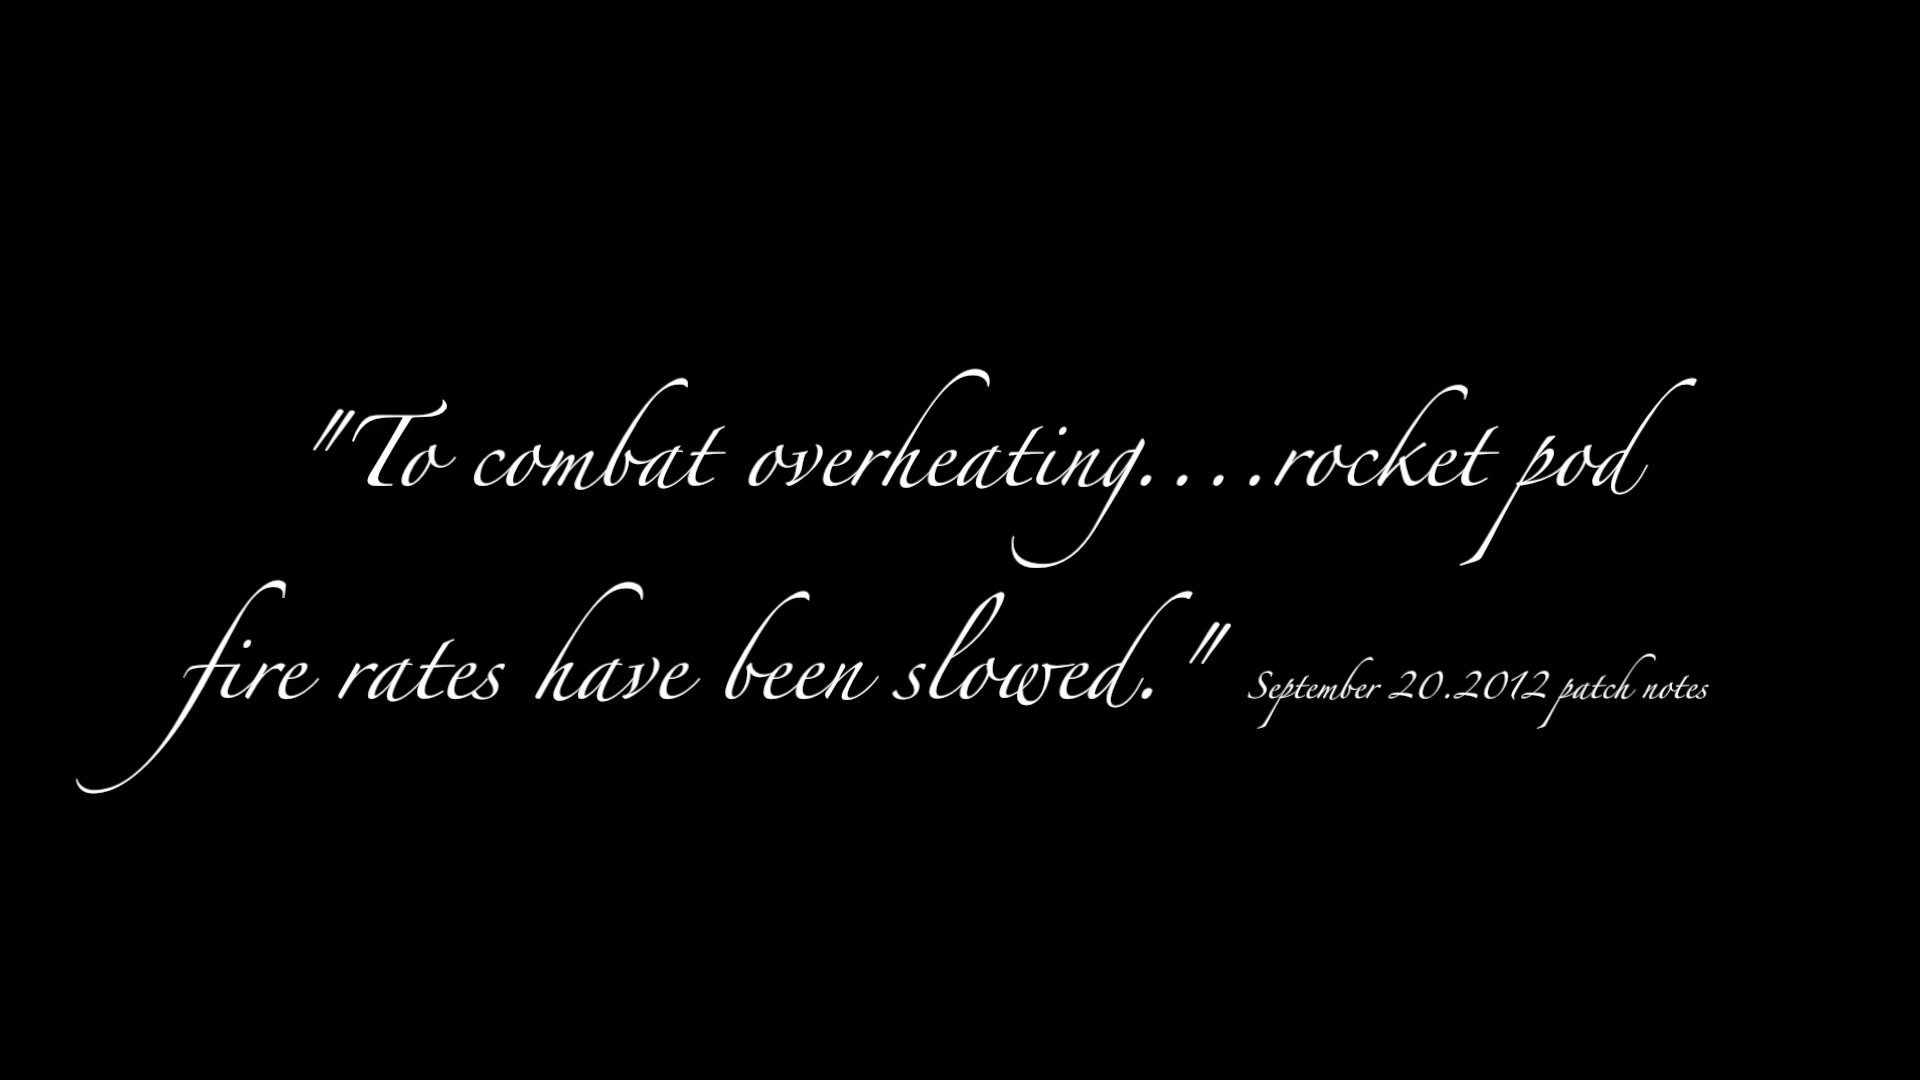 "To combat overheating....rocket pod
fire rates have been slowed." September 20.2012 patch notes